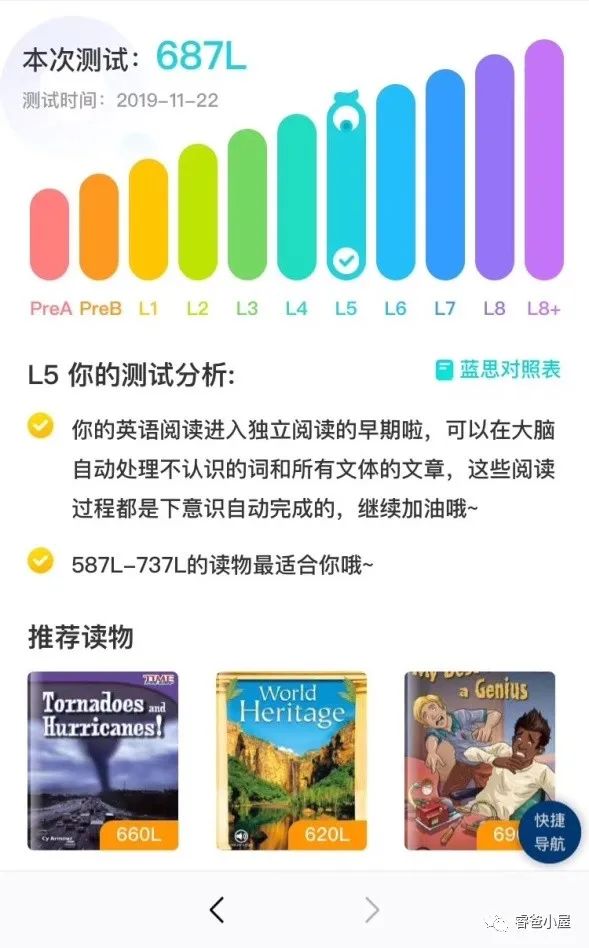 本次测试：687L
测试时间：2019-11-22
PreA PreB L1 L2 L3 L4 L5 L6 L7 L8 L8+
L5 你的测试分析:
蓝思对照表
你的英语阅读进入独立阅读的早期啦，可以在大脑
自动处理不认识的词和所有文体的文章，这些阅读
过程都是下意识自动完成的，继续加油哦~
587L-737L的读物最适合你哦~
推荐读物
TIME
Tornadoes and
Hurricanes!
Cy Armour
660L
World
Heritage
620L
My
a Genius
快捷
导航
睿爸小屋